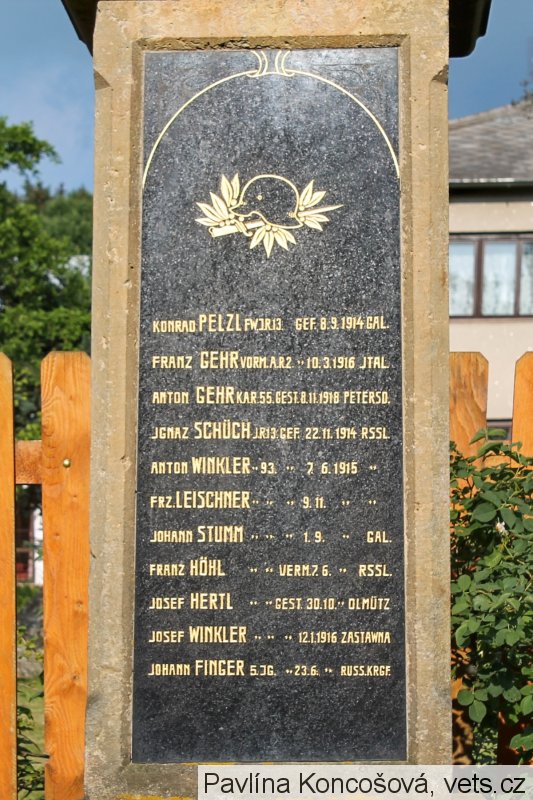 KONRAD PELZL FW.J.R.13. GEF. 8.9.1914 GAL.
FRANZ GEHR VORM.A.R.2. " 10.3.1916 JTAL.
ANTON GEHR KAR.55.GEST.8.11.1918 PETERSD.
JGNAZ SCHÜCH J.R.13.GEF. 22.11.1914 RSSL.
ANTON WINKLER " 93. " 7.6.1915 "
FRZ. LEISCHNER " " " 9.11. " "
JOHANN STUMM " " " 1.9. " GAL.
FRANZ HÖHL " " VERM.7.6. " RSSL.
JOSEF HERTL " " GEST. 30.10. " OLMÜTZ
JOSEF WINKLER " " " 12.1.1916 ZASTAWNA
JOHANN FINGER 5.JG. " 23.6. " RUSS.KRGF.
Pavlína Koncošová, vets.cz